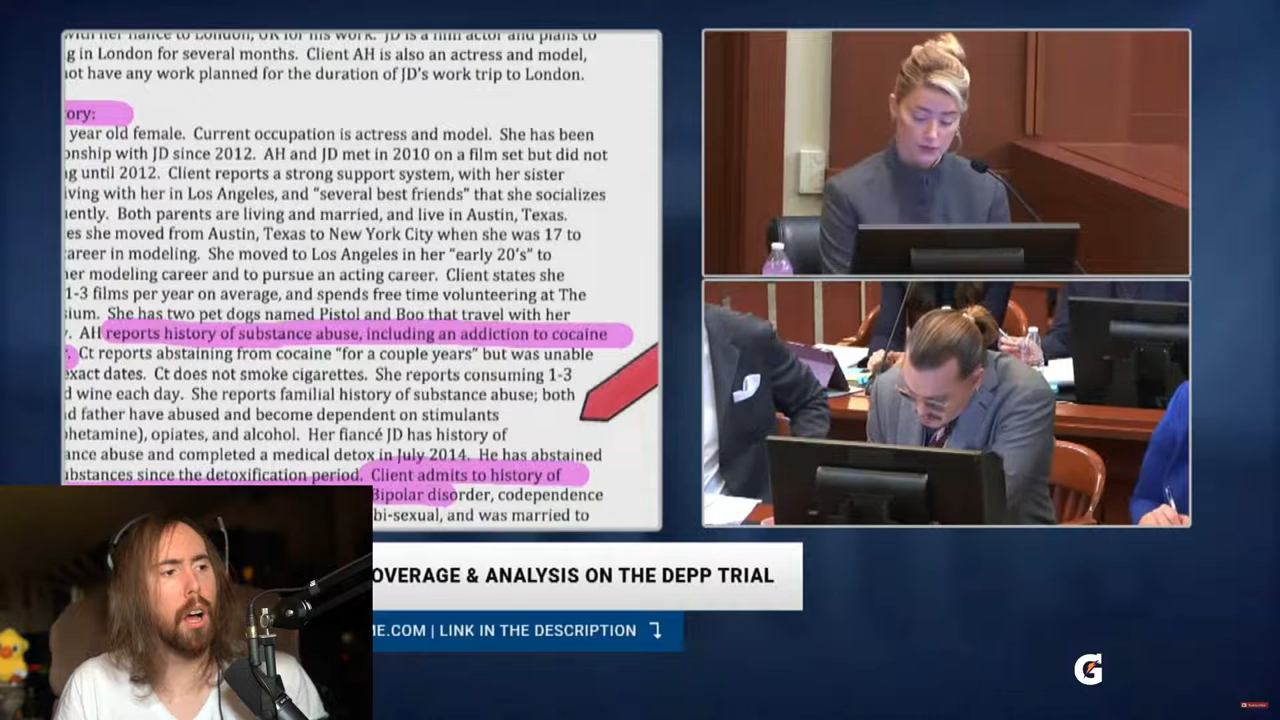 with her fiancé to London, UK for his work. JD is a film actor and plans to
g in London for several months. Client AH is also an actress and model,
not have any work planned for the duration of JD's work trip to London.
ory:
year old female. Current occupation is actress and model. She has been
onship with JD since 2012. AH and JD met in 2010 on a film set but did not
g until 2012. Client reports a strong support system, with her sister
iving with her in Los Angeles, and “several best friends” that she socializes
uently. Both parents are living and married, and live in Austin, Texas.
es she moved from Austin, Texas to New York City when she was 17 to
career in modeling. She moved to Los Angeles in her “early 20’s” to
her modeling career and to pursue an acting career. Client states she
1-3 films per year on average, and spends free time volunteering at The
sium. She has two pet dogs named Pistol and Boo that travel with her
. AH reports history of substance abuse, including an addiction to cocaine
. Ct reports abstaining from cocaine “for a couple years” but was unable
exact dates. Ct does not smoke cigarettes. She reports consuming 1-3
d wine each day. She reports familial history of substance abuse; both
d father have abused and become dependent on stimulants
hetamine), opiates, and alcohol. Her fiancé JD has history of
ance abuse and completed a medical detox in July 2014. He has abstained
ubstances since the detoxification period. Client admits to history of
Bipolar disorder, codependence
bi-sexual, and was married to
OVERAGE & ANALYSIS ON THE DEPP TRIAL
ME.COM | LINK IN THE DESCRIPTION
G
Subscribe